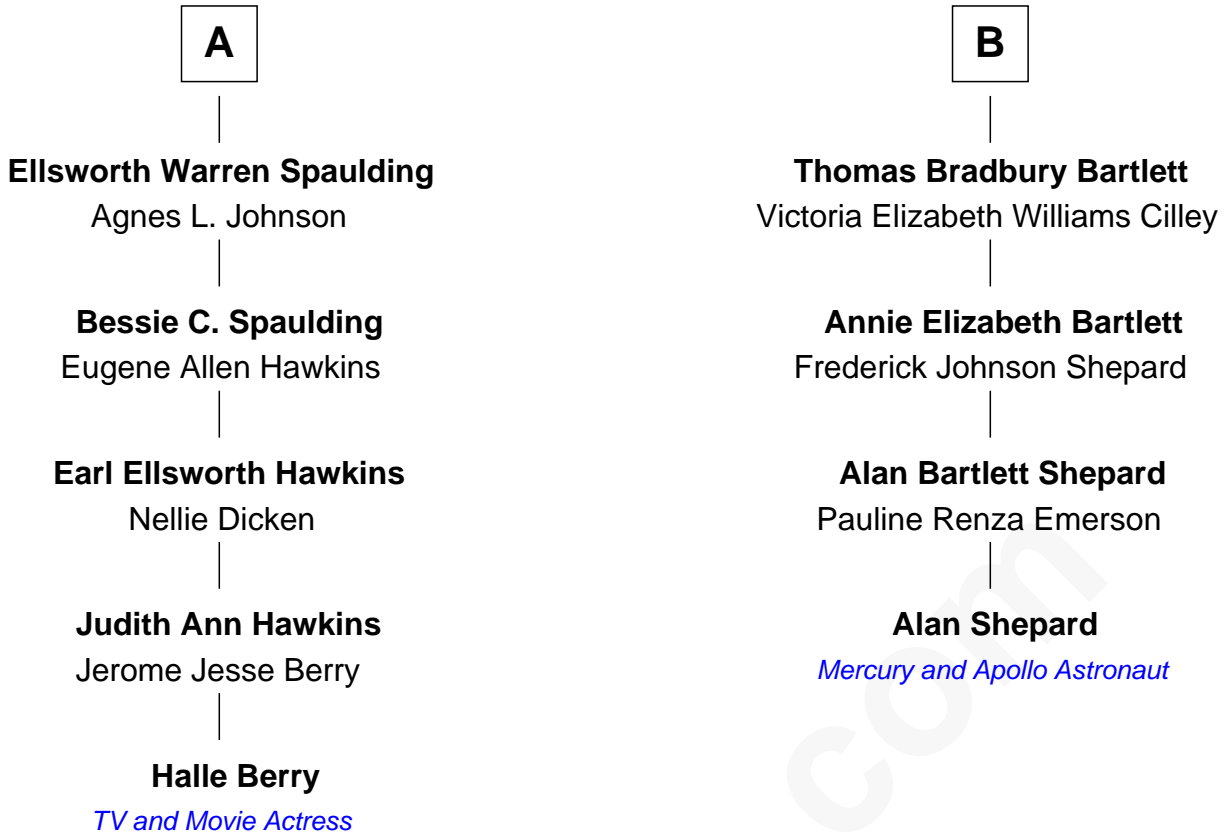 A
Ellsworth Warren Spaulding
Agnes L. Johnson
Bessie C. Spaulding
Eugene Allen Hawkins
Earl Ellsworth Hawkins
Nellie Dicken
Judith Ann Hawkins
Jerome Jesse Berry
Halle Berry
TV and Movie Actress
B
Thomas Bradbury Bartlett
Victoria Elizabeth Williams Cilley
Annie Elizabeth Bartlett
Frederick Johnson Shepard
Alan Bartlett Shepard
Pauline Renza Emerson
Alan Shepard
Mercury and Apollo Astronaut
com